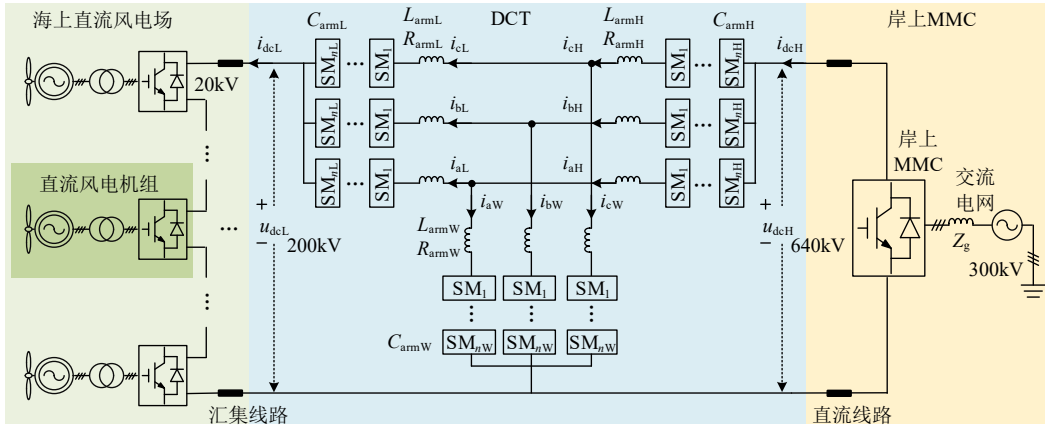 海上直流风电场
DCT
岸上MMC
C_armL
L_armL
R_armL
L_armH
R_armH
C_armH
i_dcL
i_cL
i_cH
i_dcH
SM_nL
...
SM_1
SM_1
...
SM_nH
20kV
i_bL
i_bH
SM_nL
...
SM_1
SM_1
...
SM_nH
岸上
MMC
直流风电机组
i_aL
i_aH
SM_nL
...
SM_1
SM_1
...
SM_nH
交流
电网
i_aW
i_bW
i_cW
+
u_dcL
−
200kV
+
u_dcH
−
640kV
L_armW
R_armW
Z_g
300kV
SM_1
SM_1
SM_1
C_armW
SM_nW
SM_nW
SM_nW
汇集线路
直流线路